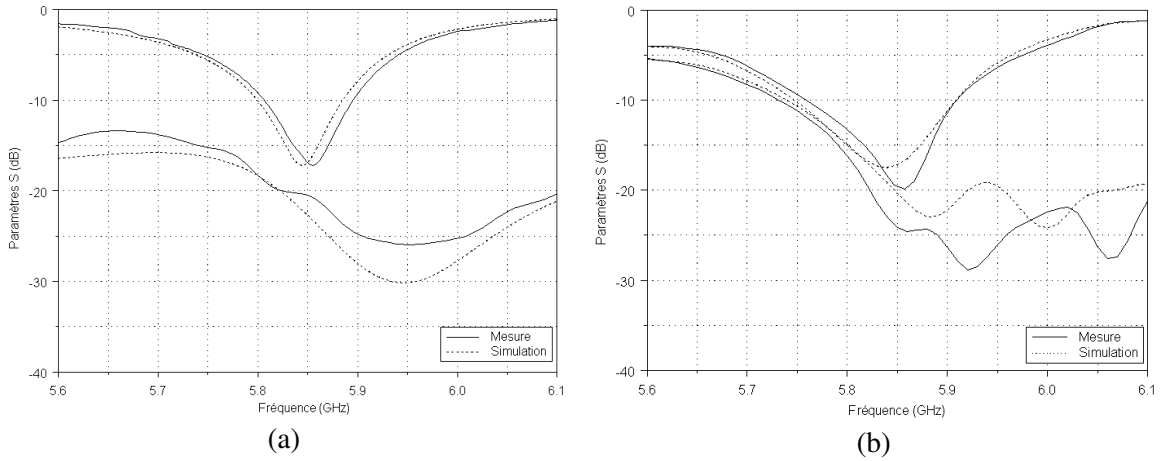 0
-10
-20
-30
-40
Paramètres S (dB)
5.6 5.7 5.8 5.9 6.0 6.1
Fréquence (GHz)
Mesure
Simulation
(a)
0
-10
-20
-30
-40
Paramètres S (dB)
5.6 5.7 5.8 5.9 6.0 6.1
Fréquence (GHz)
Mesure
Simulation
(b)